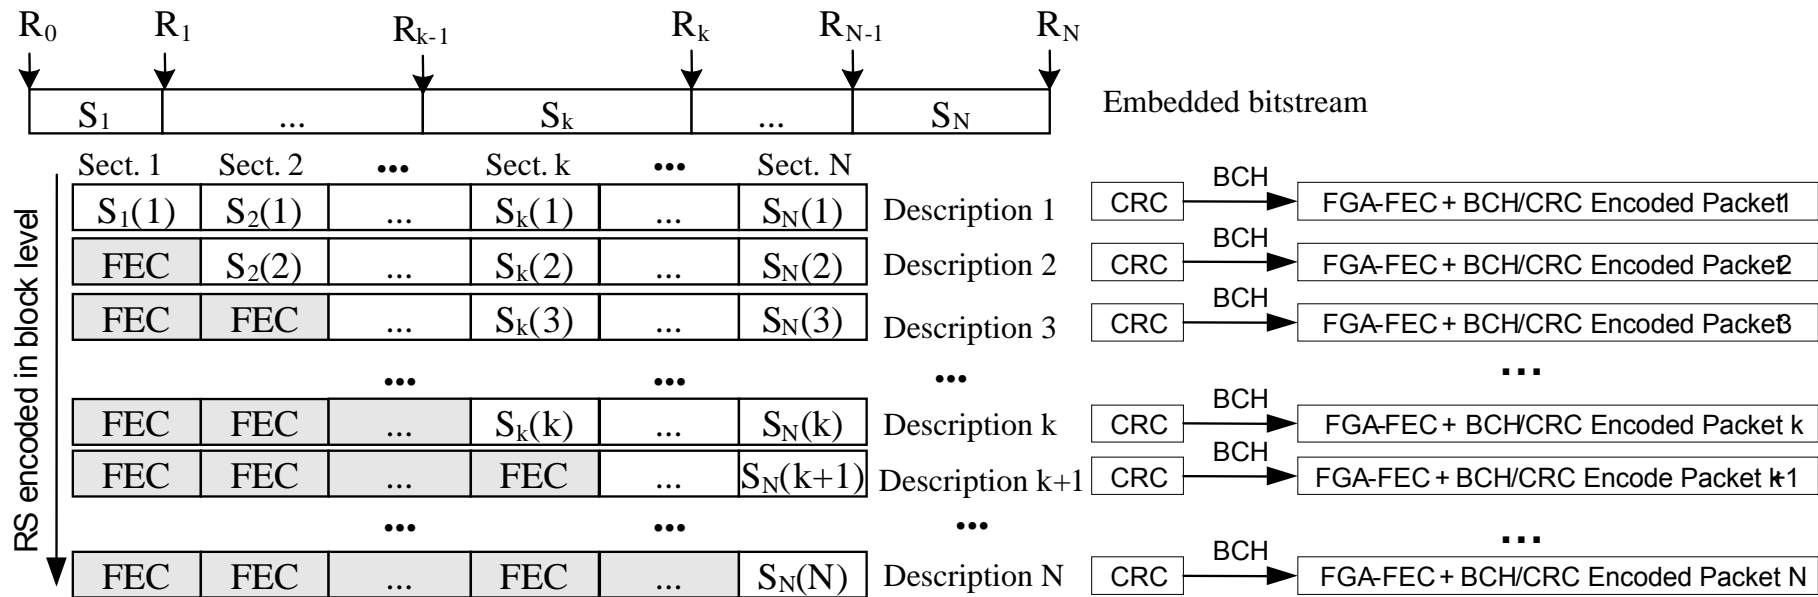 R0 R1 Rk-1 Rk RN-1 RN
S1 ... Sk ... SN Embedded bitstream
Sect. 1 Sect. 2 ... Sect. k ... Sect. N
S1(1) S2(1) ... Sk(1) ... SN(1) Description 1 CRC BCH FGA-FEC + BCH/CRC Encoded Packet1
FEC S2(2) ... Sk(2) ... SN(2) Description 2 CRC BCH FGA-FEC + BCH/CRC Encoded Packet2
FEC FEC ... Sk(3) ... SN(3) Description 3 CRC BCH FGA-FEC + BCH/CRC Encoded Packet3
... ... ... ...
FEC FEC ... Sk(k) ... SN(k) Description k CRC BCH FGA-FEC + BCH/CRC Encoded Packet k
FEC FEC ... FEC ... SN(k+1) Description k+1 CRC BCH FGA-FEC + BCH/CRC Encode Packet k+1
... ... ... ...
FEC FEC ... FEC ... SN(N) Description N CRC BCH FGA-FEC + BCH/CRC Encoded Packet N
RS encoded in block level